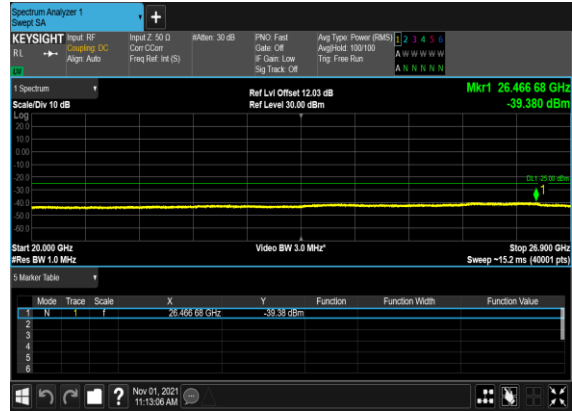 Spectrum Analyzer 1
Swept SA
+
KEYSIGHT Input: RF Input Z: 50 Ω #Atten: 30 dB PNO: Fast Avg Type: Power (RMS) 1 2 3 4 5 6
RL Coupling: DC Corr CCorr Gate: Off Avg|Hold: 100/100 A W W W W W
Align: Auto Freq Ref: Int (S) IF Gain: Low Trig: Free Run
Sig Track: Off A N N N N N
1 Spectrum Ref Lvl Offset 12.03 dB Mkr1 26.466 68 GHz
Scale/Div 10 dB Ref Level 30.00 dBm -39.380 dBm
Log
20.0
10.0
0.00
-10.0
-20.0 DL1 25.00 dBm
-30.0 1
-40.0
-50.0
-60.0
Start 20.000 GHz Video BW 3.0 MHz* Stop 26.900 GHz
#Res BW 1.0 MHz Sweep ~15.2 ms (40001 pts)
5 Marker Table
Mode Trace Scale X Y Function Function Width Function Value
1 N 1 f 26.466 68 GHz -39.38 dBm
2
3
4
5
6
? Nov 01, 2021
11:13:06 AM